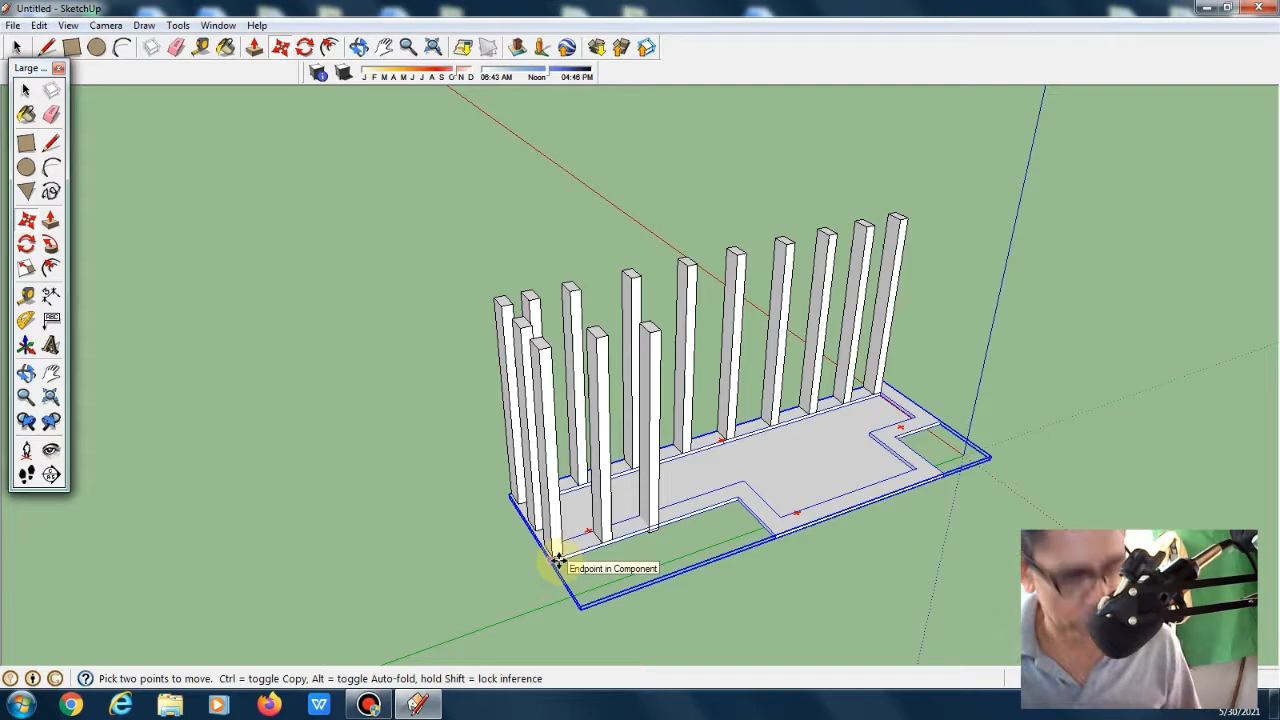 Untitled - SketchUp
File Edit View Camera Draw Tools Window Help
Large ...
J F M A M J J A S O N D 06:43 AM Noon 04:46 PM
ABC
Endpoint in Component
Pick two points to move. Ctrl = toggle Copy, Alt = toggle Auto-fold, hold Shift = lock inference
5/30/2021